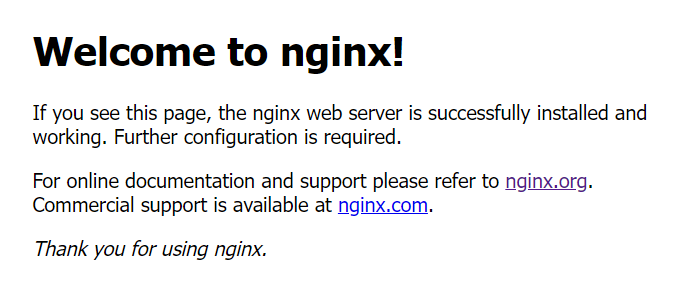 Welcome to nginx!
If you see this page, the nginx web server is successfully installed and
working. Further configuration is required.
For online documentation and support please refer to nginx.org.
Commercial support is available at nginx.com.
Thank you for using nginx.